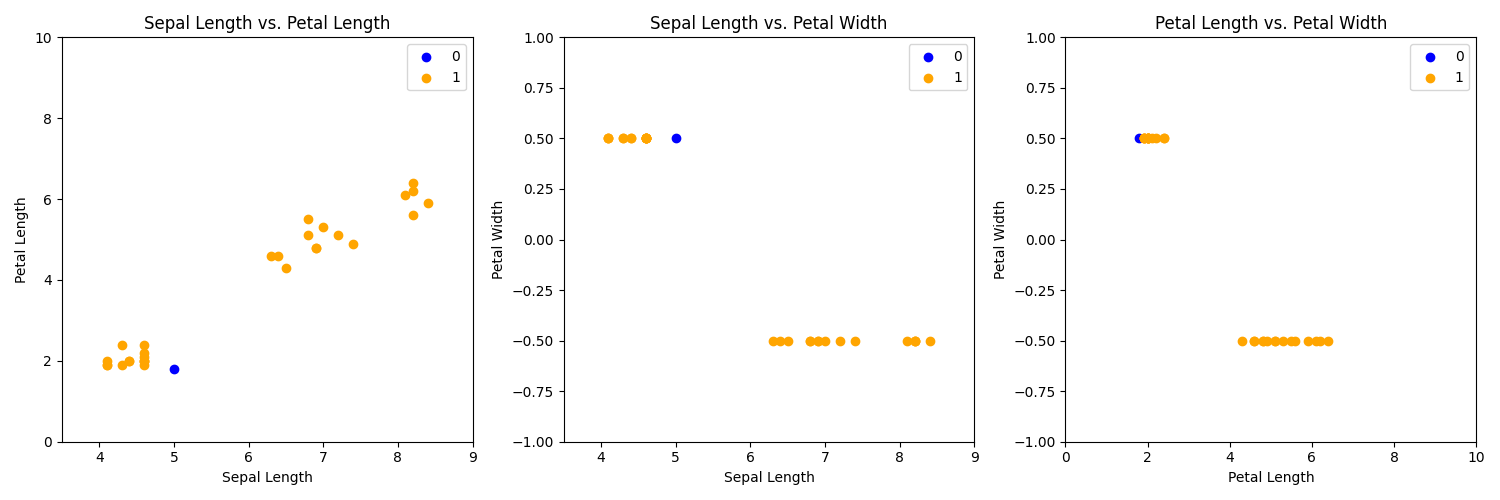 Sepal Length vs. Petal Length
10
8
6
4
2
0
Petal Length
4 5 6 7 8 9
Sepal Length
0
1
Sepal Length vs. Petal Width
1.00
0.75
0.50
0.25
0.00
−0.25
−0.50
−0.75
−1.00
Petal Width
4 5 6 7 8 9
Sepal Length
0
1
Petal Length vs. Petal Width
1.00
0.75
0.50
0.25
0.00
−0.25
−0.50
−0.75
−1.00
Petal Width
0 2 4 6 8 10
Petal Length
0
1